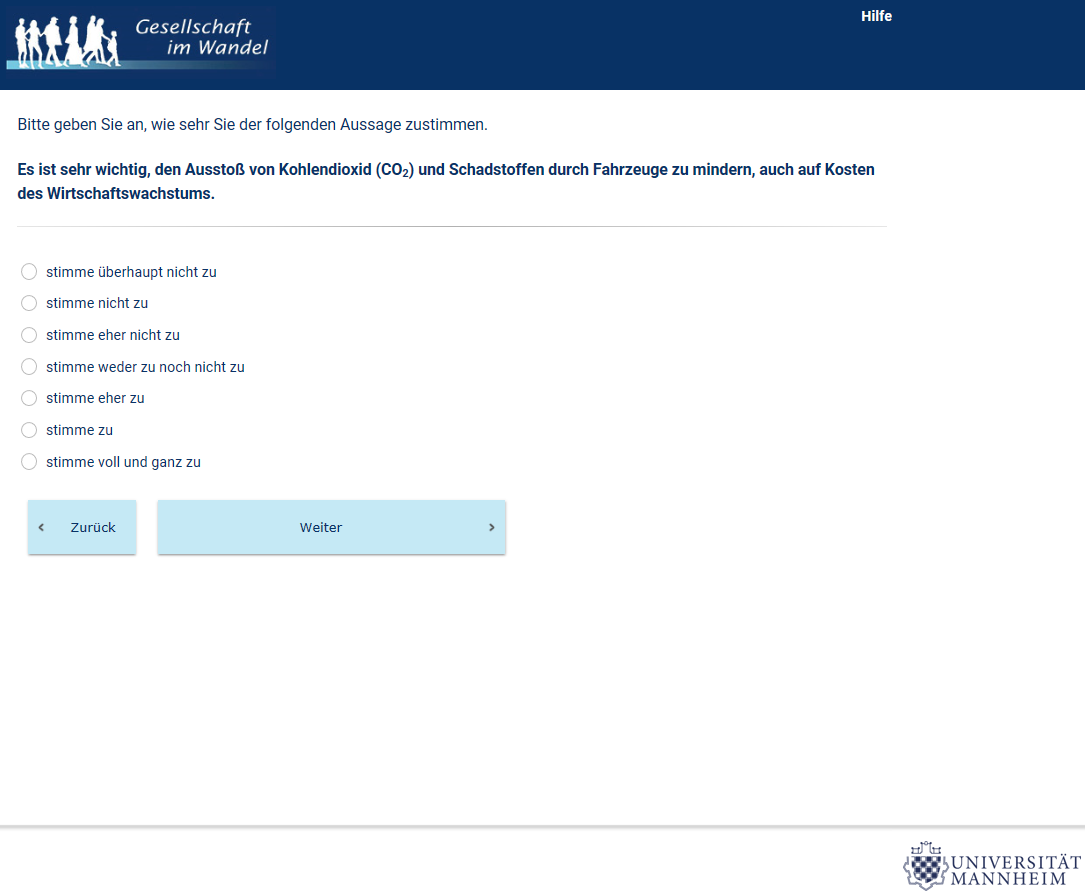 Gesellschaft
im Wandel
Hilfe
Bitte geben Sie an, wie sehr Sie der folgenden Aussage zustimmen.
Es ist sehr wichtig, den Ausstoß von Kohlendioxid (CO₂) und Schadstoffen durch Fahrzeuge zu mindern, auch auf Kosten
des Wirtschaftswachstums.
stimme überhaupt nicht zu
stimme nicht zu
stimme eher nicht zu
stimme weder zu noch nicht zu
stimme eher zu
stimme zu
stimme voll und ganz zu
‹ Zurück
Weiter ›
UNIVERSITÄT
MANNHEIM